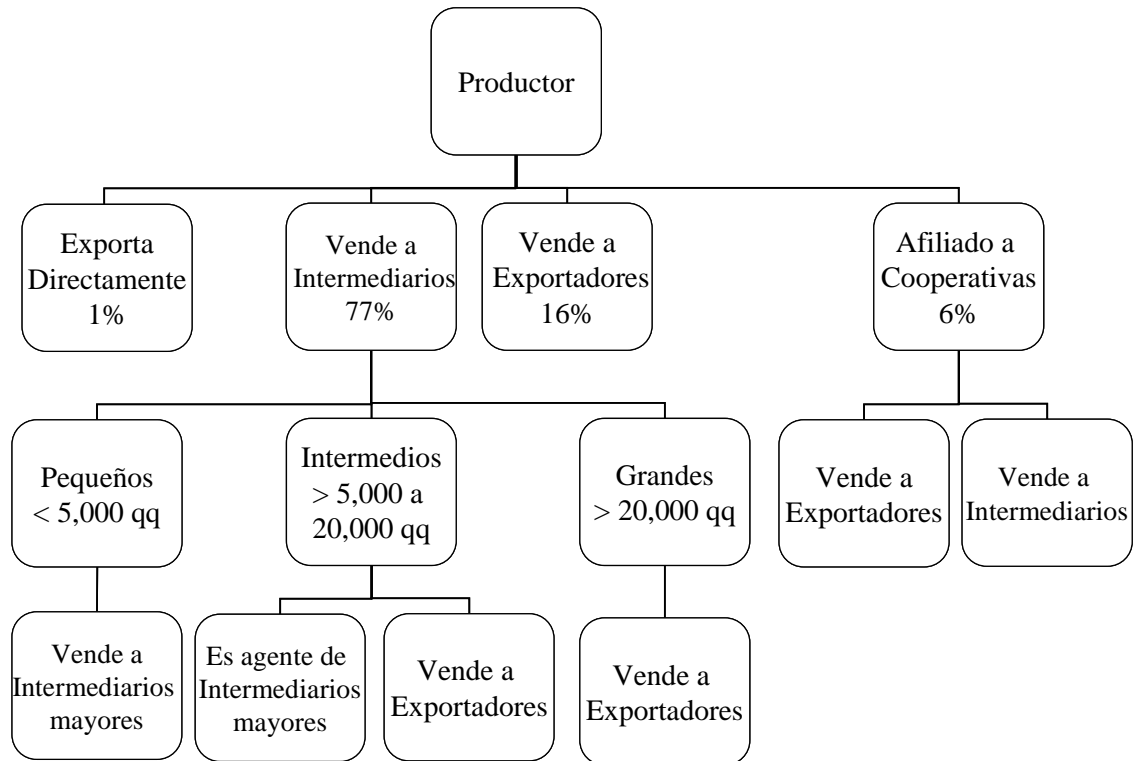 Productor
Exporta
Directamente
1%
Vende a
Intermediarios
77%
Vende a
Exportadores
16%
Afiliado a
Cooperativas
6%
Pequeños
< 5,000 qq
Intermedios
> 5,000 a
20,000 qq
Grandes
> 20,000 qq
Vende a
Exportadores
Vende a
Intermediarios
Vende a
Intermediarios
mayores
Es agente de
Intermediarios
mayores
Vende a
Exportadores
Vende a
Exportadores